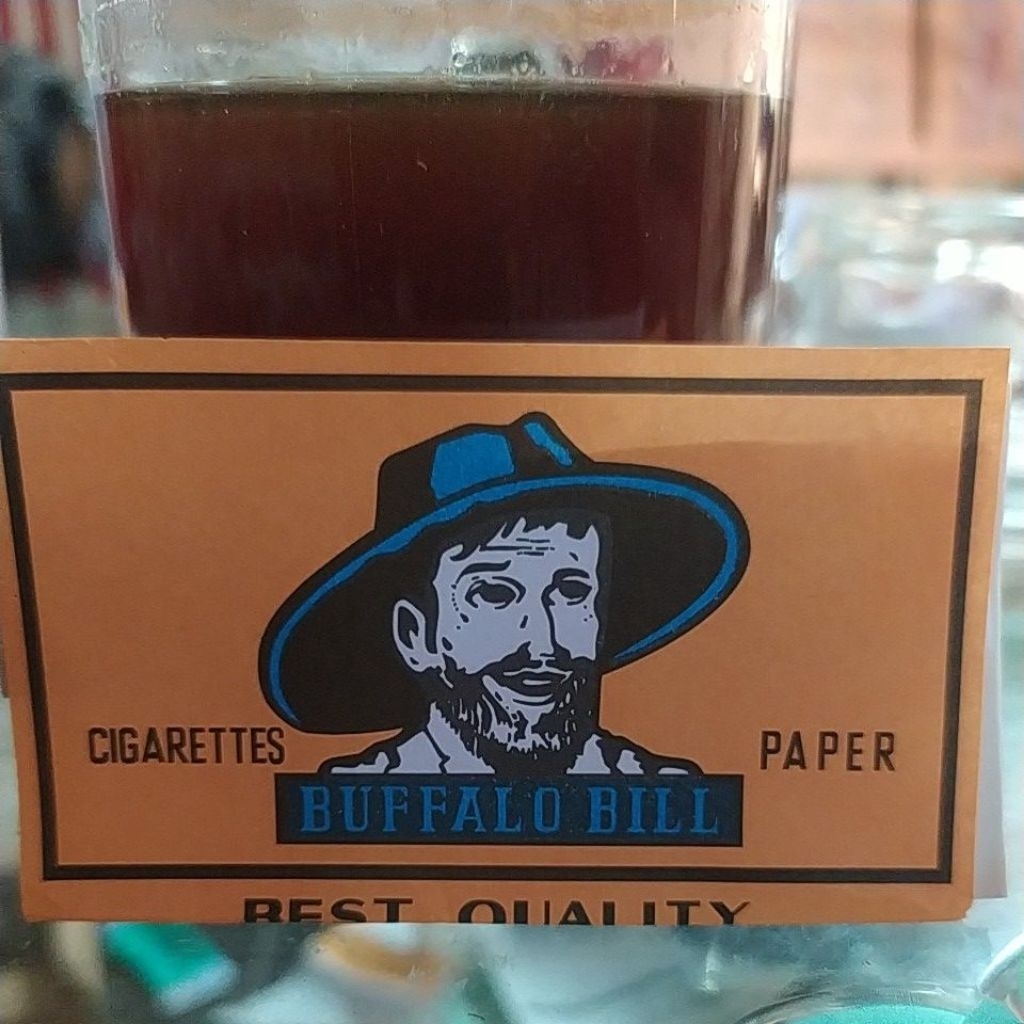 CIGARETTES PAPER
BUFFALO BILL
BEST QUALITY